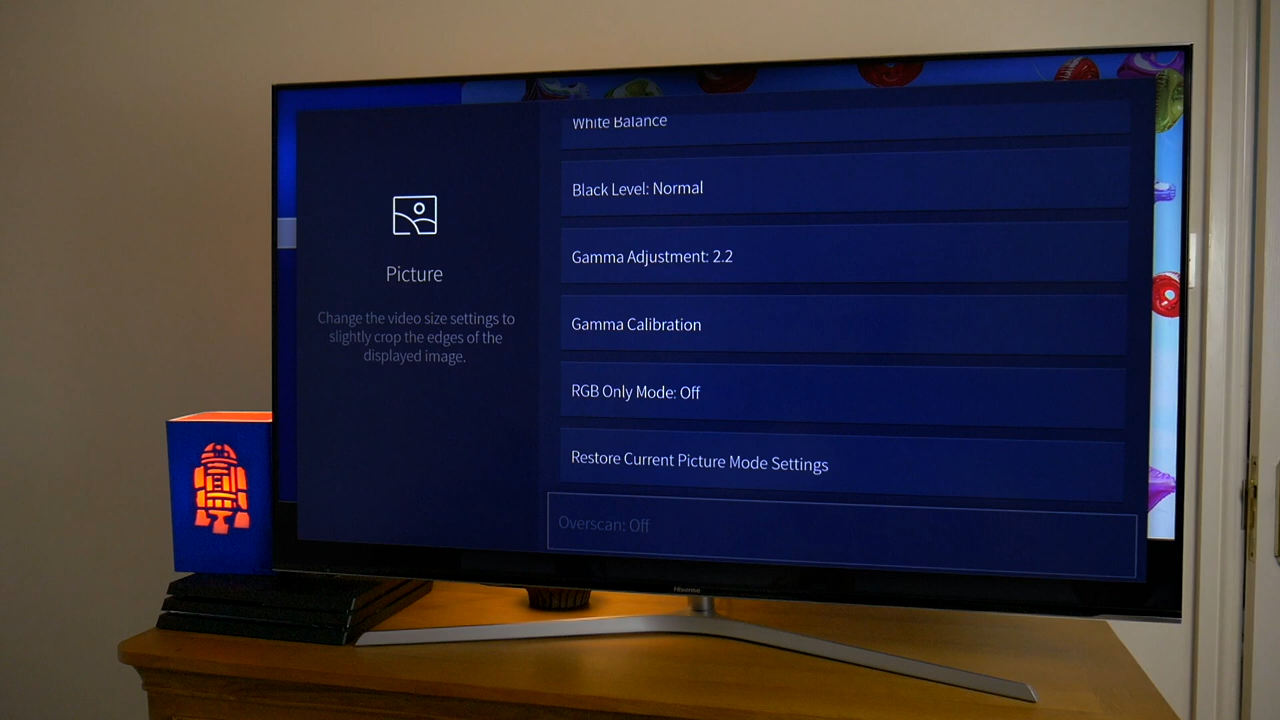 White Balance
Black Level: Normal
Gamma Adjustment: 2.2
Gamma Calibration
RGB Only Mode: Off
Restore Current Picture Mode Settings
Overscan: Off
Picture
Change the video size settings to
slightly crop the edges of the
displayed image.
Hisense